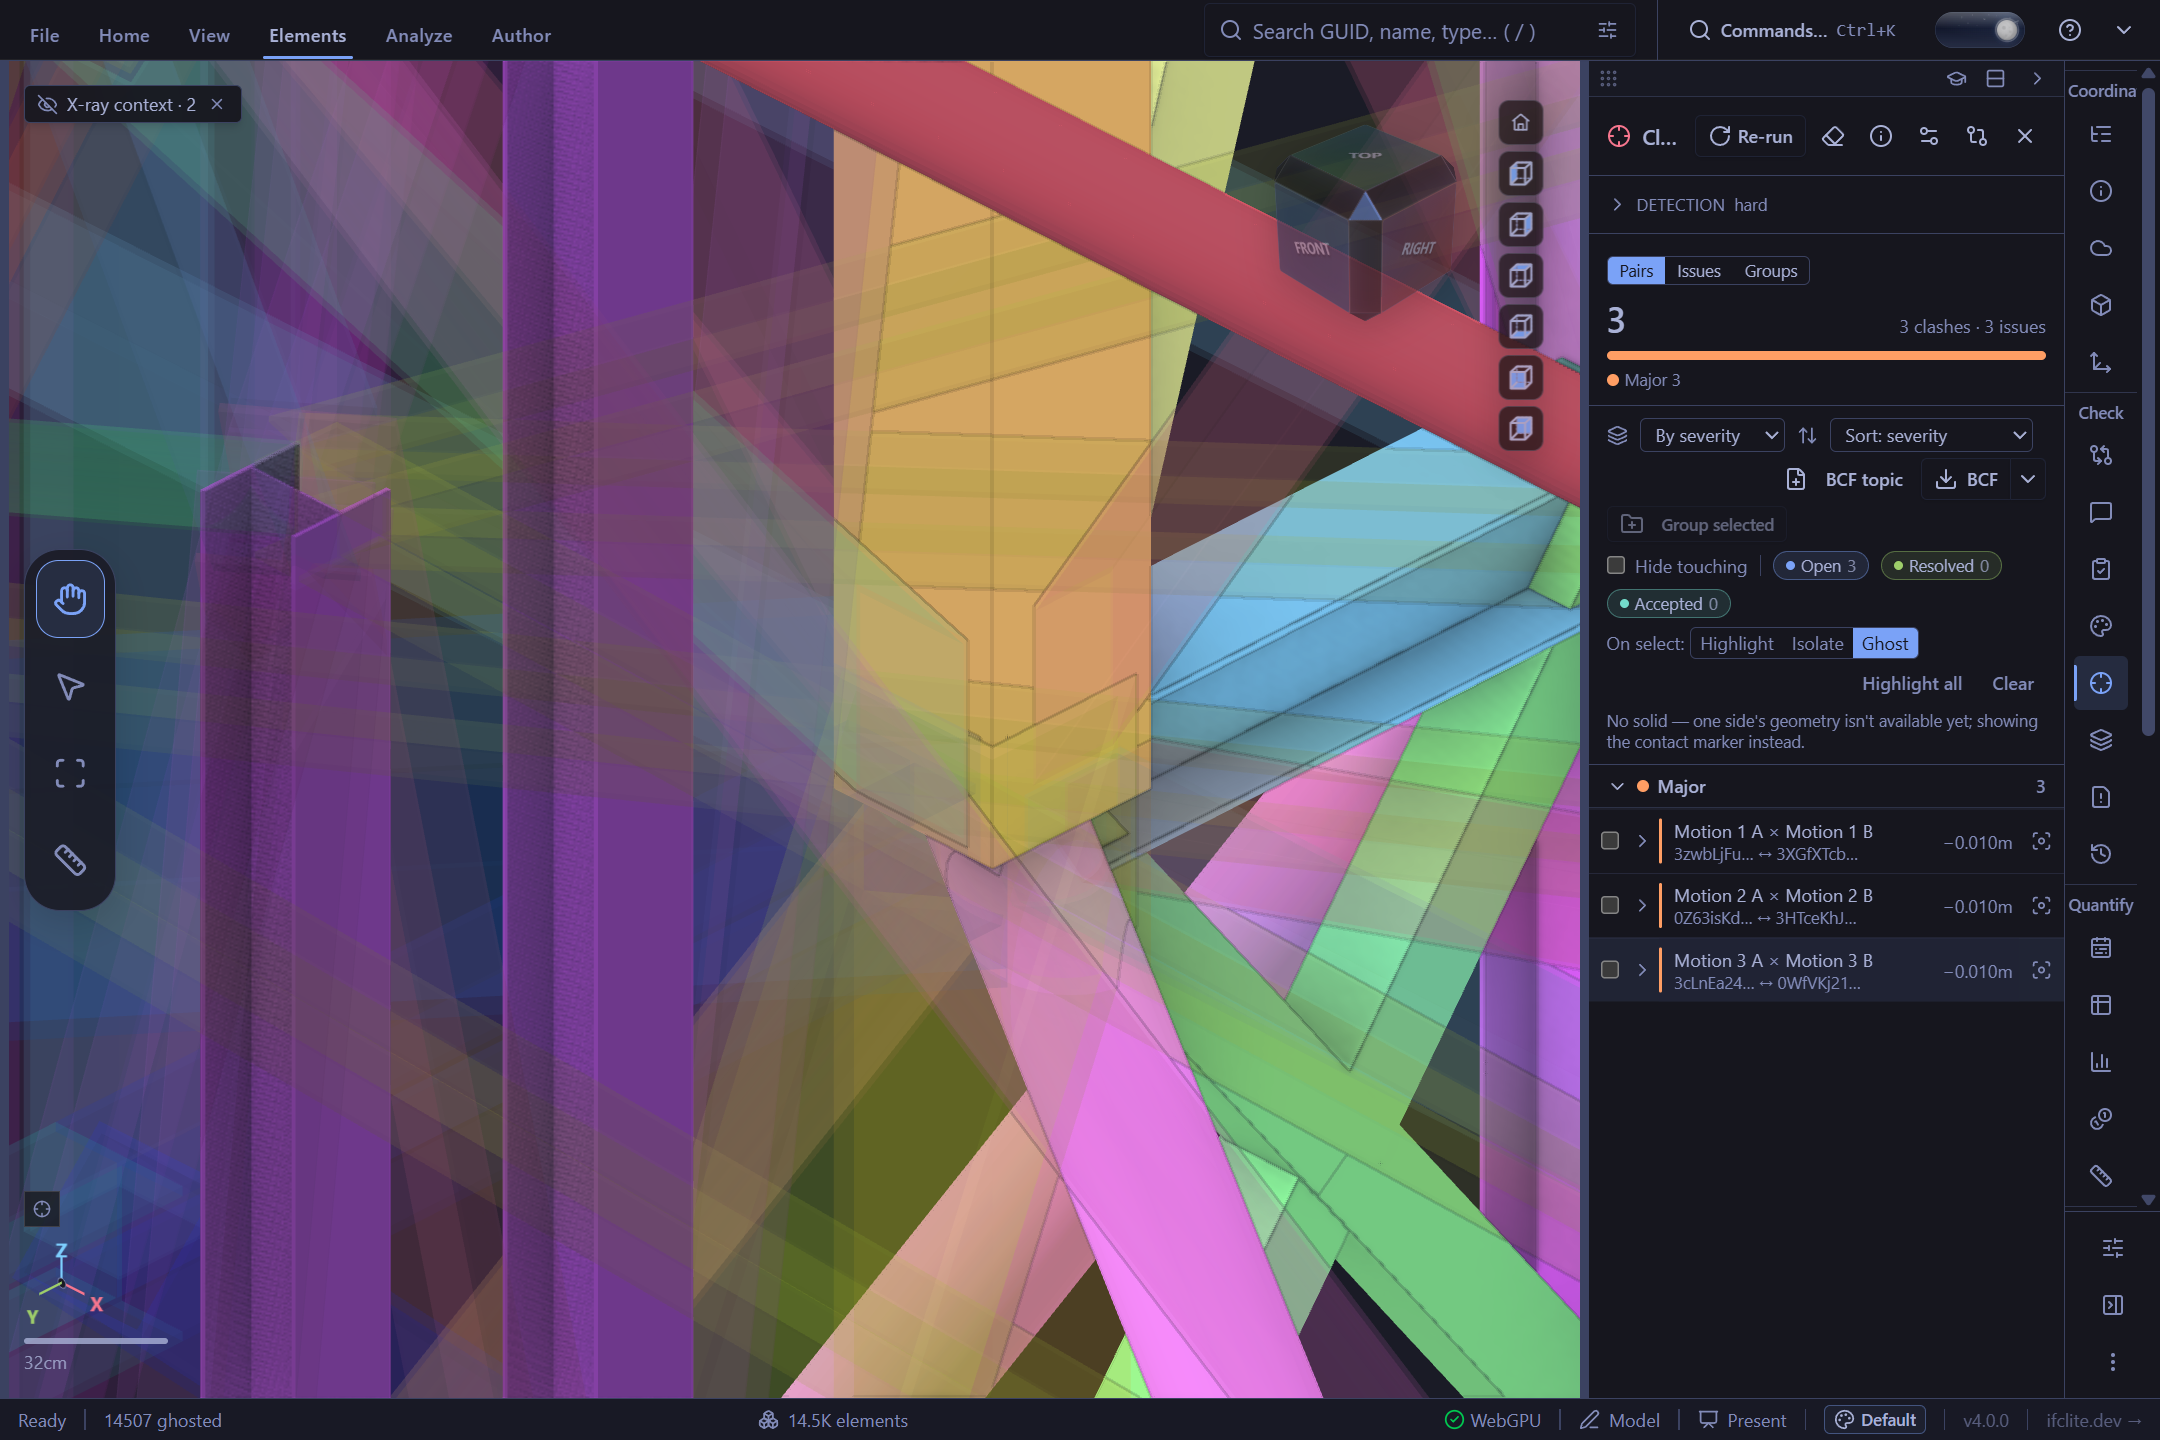 File Home View Elements Analyze Author
Search GUID, name, type... ( / )
Commands... Ctrl+K
X-ray context · 2
TOP
FRONT
RIGHT
Z
X
Y
32cm
Cl...
Re-run
DETECTION hard
Pairs Issues Groups
3
3 clashes · 3 issues
Major 3
By severity
Sort: severity
BCF topic
BCF
Group selected
Hide touching
Open 3
Resolved 0
Accepted 0
On select: Highlight Isolate Ghost
Highlight all Clear
No solid — one side's geometry isn't available yet; showing
the contact marker instead.
Major 3
Motion 1 A × Motion 1 B
3zwbLjFu... ↔ 3XGfXTcb...
−0.010m
Motion 2 A × Motion 2 B
0Z63isKd... ↔ 3HTceKhJ...
−0.010m
Motion 3 A × Motion 3 B
3cLnEa24... ↔ 0WfVKj21...
−0.010m
Coordina
Check
Quantify
Ready
14507 ghosted
14.5K elements
WebGPU
Model
Present
Default
v4.0.0
ifclite.dev →